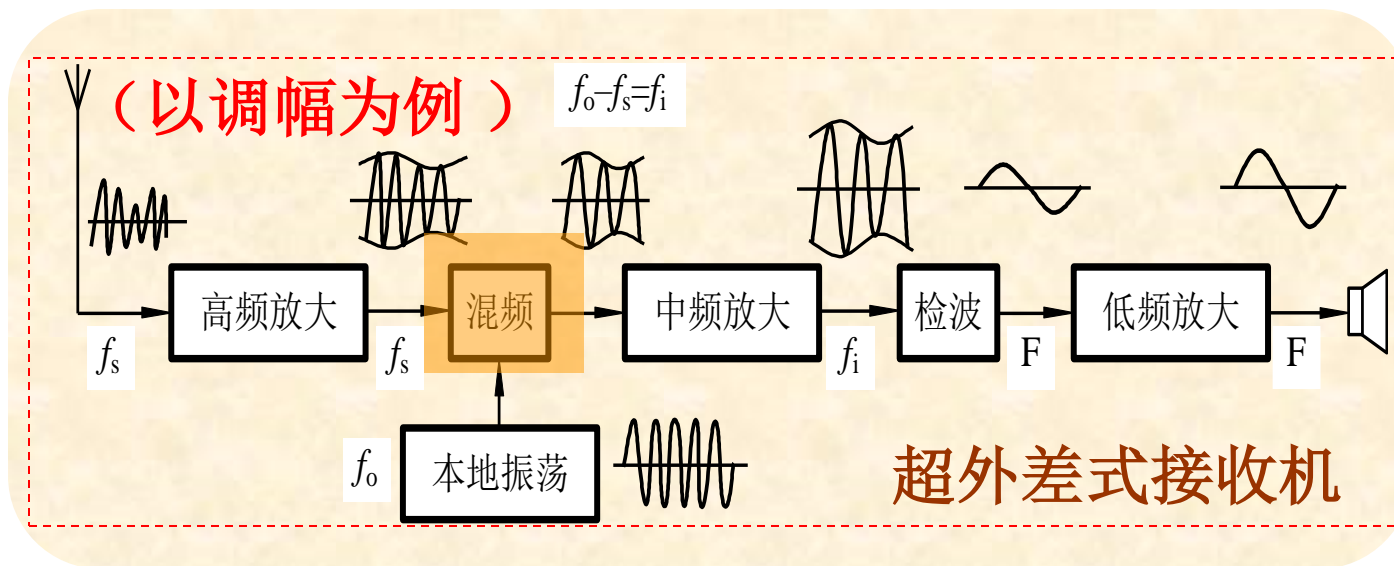 （以调幅为例 ）
fo–fs=fi
高频放大
混频
中频放大
检波
低频放大
fs
fs
fi
F
F
fo
本地振荡
超外差式接收机